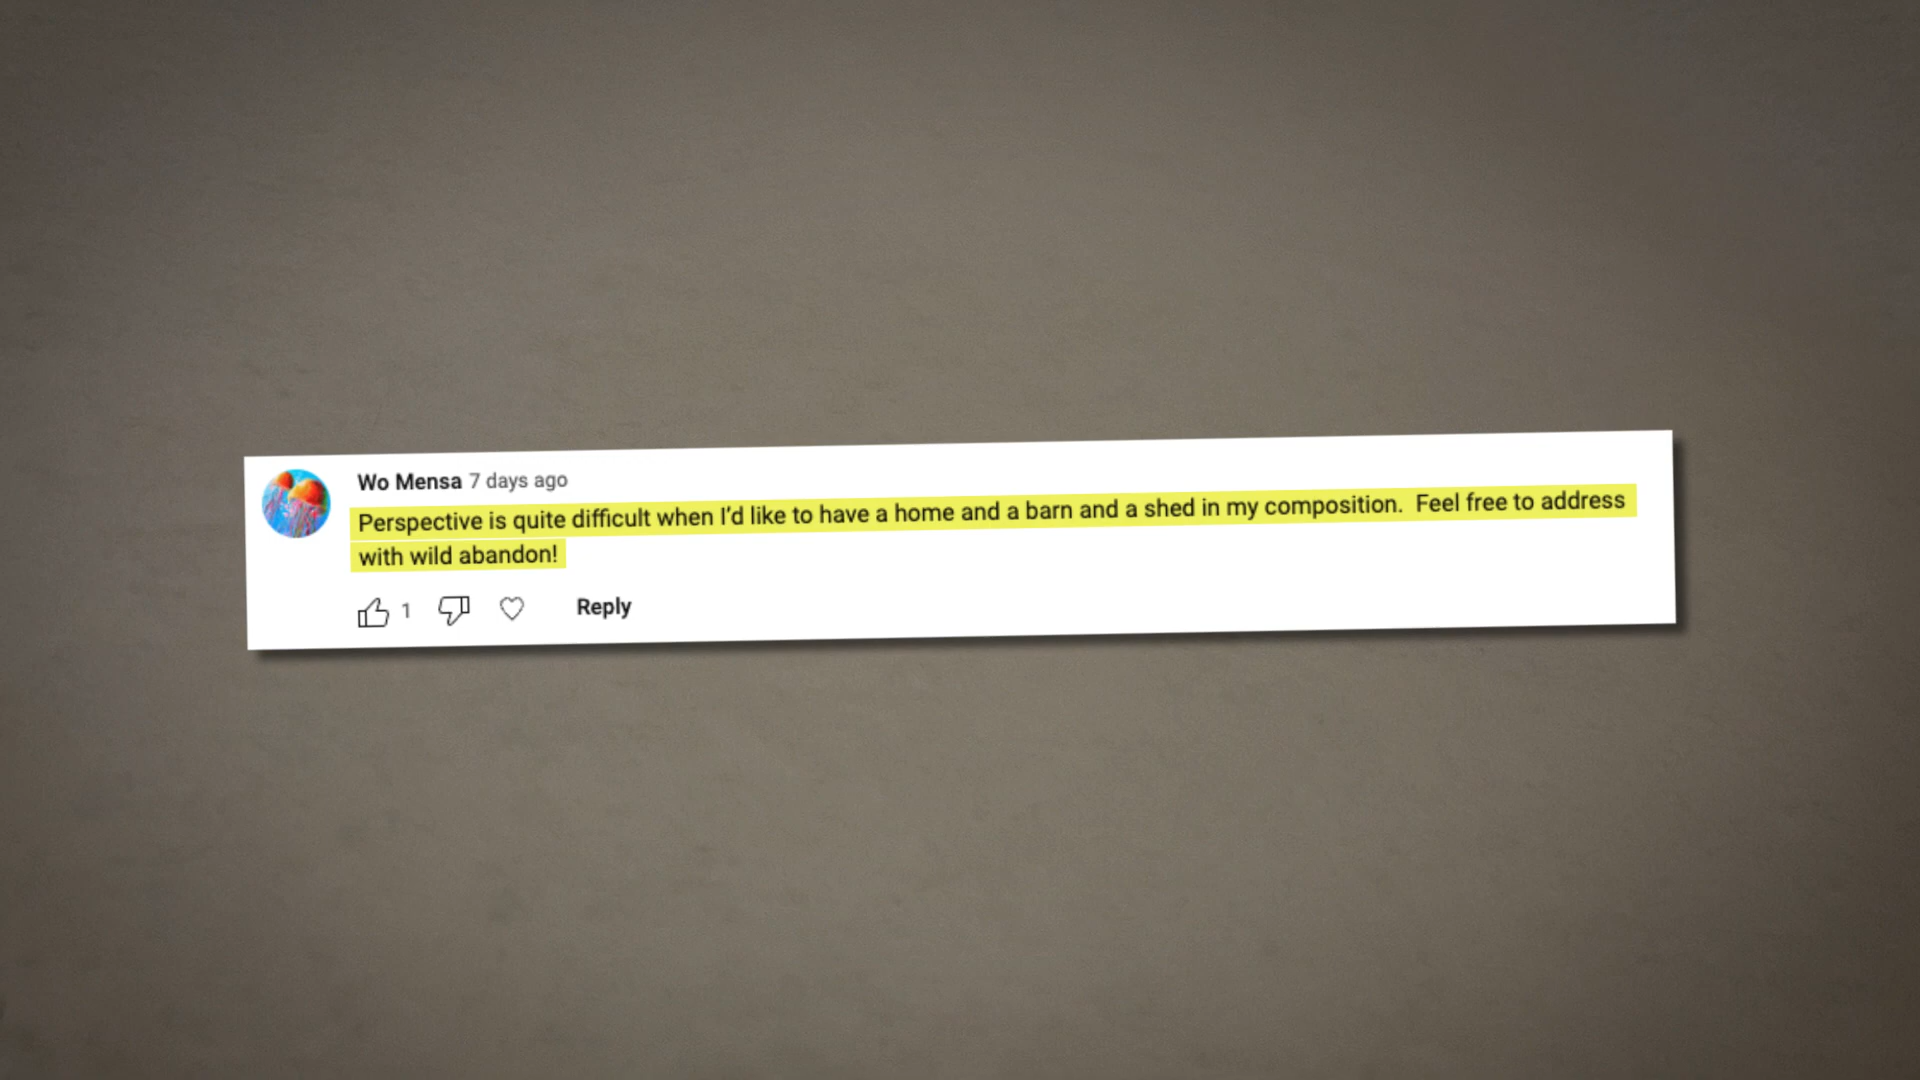 Wo Mensa 7 days ago
Perspective is quite difficult when I'd like to have a home and a barn and a shed in my composition.  Feel free to address
with wild abandon!
1 Reply